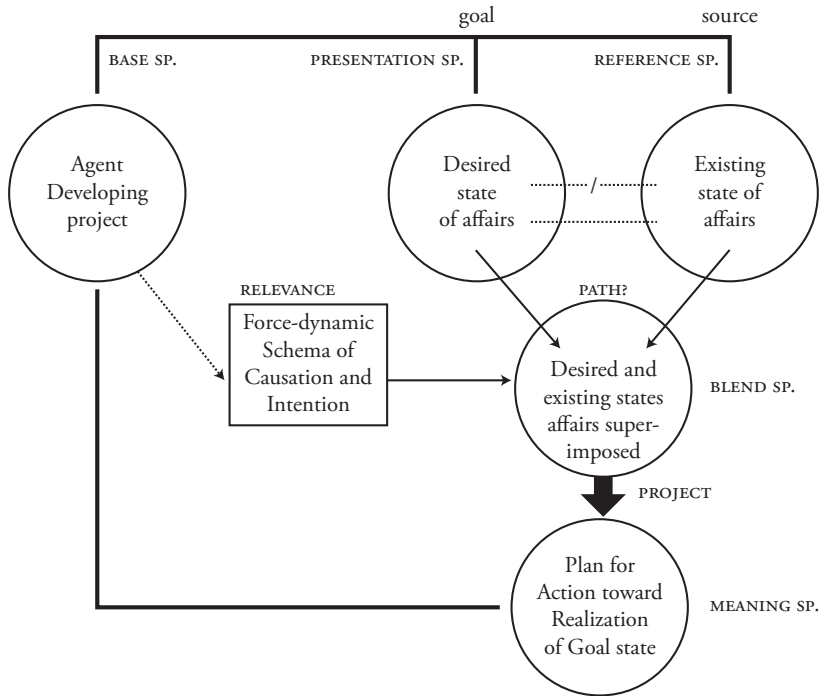 goal
source
BASE SP.
PRESENTATION SP.
REFERENCE SP.
Agent
Developing
project
Desired
state
of affairs
/
Existing
state of
affairs
RELEVANCE
Force-dynamic
Schema of
Causation and
Intention
PATH?
Desired and
existing states
affairs super-
imposed
BLEND SP.
PROJECT
Plan for
Action toward
Realization
of Goal state
MEANING SP.